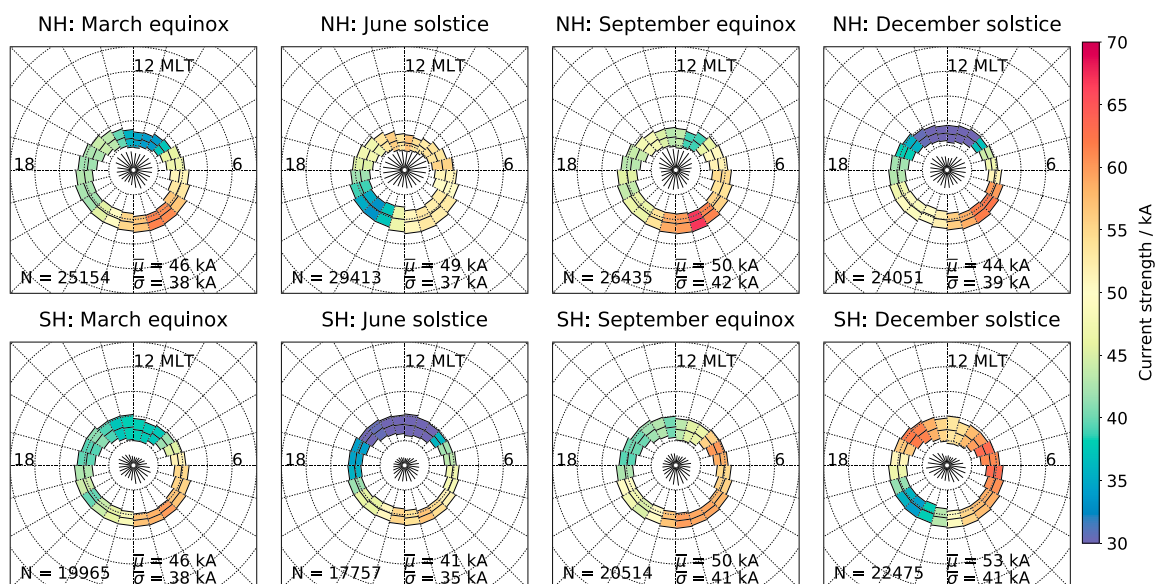 NH: March equinox
NH: June solstice
NH: September equinox
NH: December solstice
12 MLT
12 MLT
12 MLT
12 MLT
18
6
18
6
18
6
18
6
N = 25154
μ̅ = 46 kA
σ̅ = 38 kA
N = 29413
μ̅ = 49 kA
σ̅ = 37 kA
N = 26435
μ̅ = 50 kA
σ̅ = 42 kA
N = 24051
μ̅ = 44 kA
σ̅ = 39 kA
SH: March equinox
SH: June solstice
SH: September equinox
SH: December solstice
12 MLT
12 MLT
12 MLT
12 MLT
18
6
18
6
18
6
18
6
N = 19965
μ̅ = 46 kA
σ̅ = 38 kA
N = 17757
μ̅ = 41 kA
σ̅ = 35 kA
N = 20514
μ̅ = 50 kA
σ̅ = 41 kA
N = 22475
μ̅ = 53 kA
σ̅ = 41 kA
70
65
60
55
50
45
40
35
30
Current strength / kA